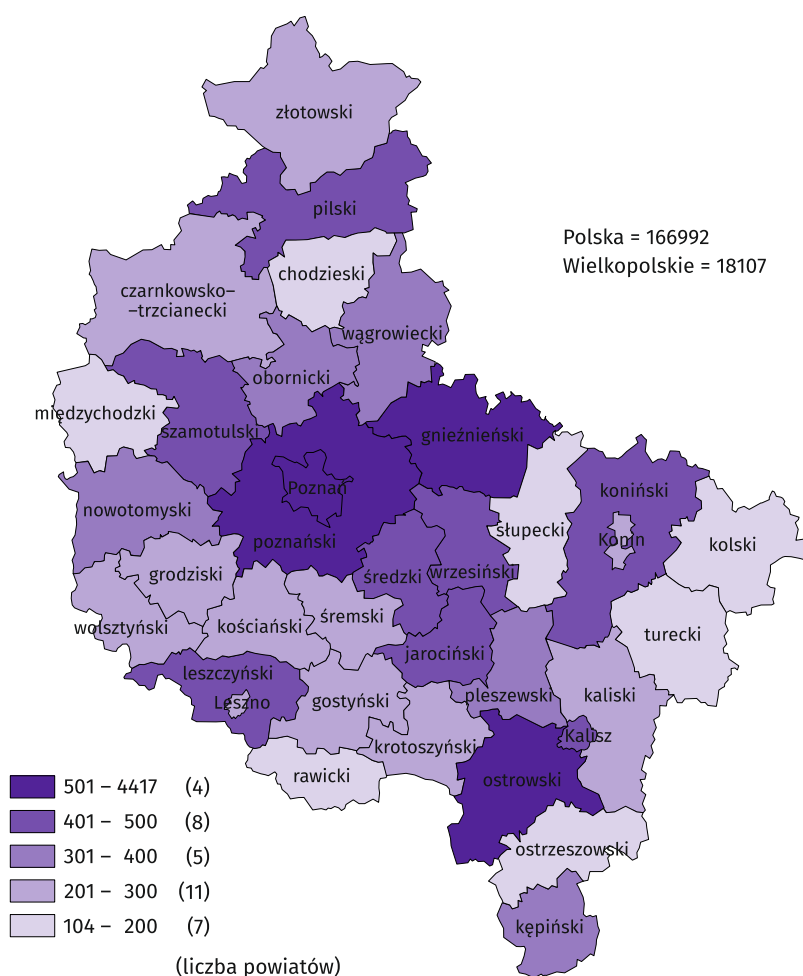 złotowski
pilski
Polska = 166992
Wielkopolskie = 18107
chodzieski
czarnkowsko–
–trzcianecki
wągrowiecki
obornicki
międzychodzki
szamotulski
gnieźnieński
Poznań
koniński
nowotomyski
słupecki
poznański
Konin
kolski
grodziski
średzki
wrzesiński
wolsztyński
kościański
śremski
turecki
jarociński
leszczyński
Leszno
gostyński
pleszewski
kaliski
krotoszyński
Kalisz
rawicki
ostrowski
501 – 4417 (4)
401 – 500 (8)
301 – 400 (5)
ostrzeszowski
201 – 300 (11)
104 – 200 (7)
kępiński
(liczba powiatów)